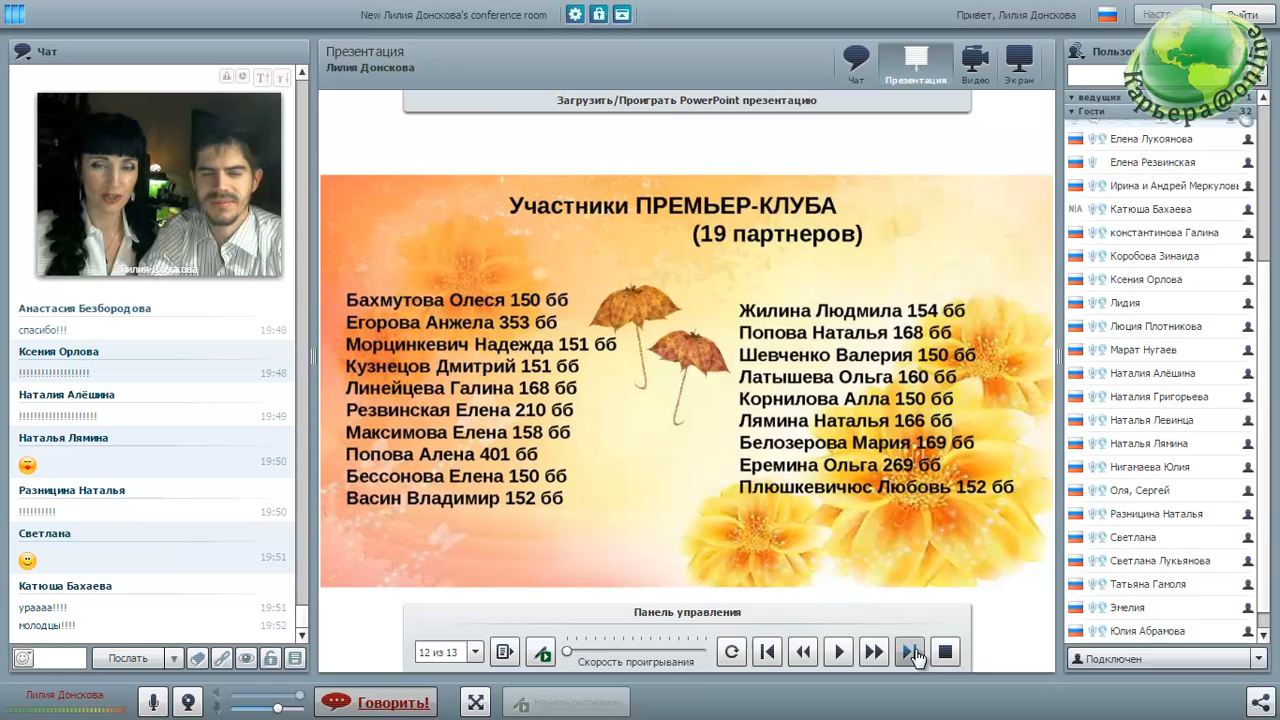 New Лилия Донскова's conference room
Привет, Лилия Донскова
Выйти
Чат
Лилия Донскова
Анастасия Безбородова
спасибо!!!
19:48
Ксения Орлова
!!!!!!!!!!!!!!!!!!!
19:48
Наталия Алёшина
!!!!!!!!!!!!!!!!!!!!!
19:49
Наталья Лямина
19:50
Разницина Наталья
!!!!!!!!!!
19:50
Светлана
19:51
Катюша Бахаева
ураааа!!!!
19:51
молодцы!!!!
19:52
Послать
Презентация
Лилия Донскова
Чат
Презентация
Видео
Экран
Загрузить/Проиграть PowerPoint презентацию
Участники ПРЕМЬЕР-КЛУБА
(19 партнеров)
Бахмутова Олеся 150 бб
Егорова Анжела 353 бб
Морцинкевич Надежда 151 бб
Кузнецов Дмитрий 151 бб
Линейцева Галина 168 бб
Резвинская Елена 210 бб
Максимова Елена 158 бб
Попова Алена 401 бб
Бессонова Елена 150 бб
Васин Владимир 152 бб
Жилина Людмила 154 бб
Попова Наталья 168 бб
Шевченко Валерия 150 бб
Латышева Ольга 160 бб
Корнилова Алла 150 бб
Лямина Наталья 166 бб
Белозерова Мария 169 бб
Еремина Ольга 269 бб
Плюшкевичюс Любовь 152 бб
Панель управления
12 из 13
Скорость проигрывания
карьера@online
ведущих 1
Гости 32
Елена Лукоянова
Елена Резвинская
Ирина и Андрей Меркуловы
N/A Катюша Бахаева
константинова Галина
Коробова Зинаида
Ксения Орлова
Лидия
Люция Плотникова
Марат Нугаев
Наталия Алёшина
Наталия Григорьева
Наталья Левинца
Наталья Лямина
Нигамаева Юлия
Оля, Сергей
Разницина Наталья
Светлана
Светлана Лукьянова
Татьяна Гамоля
Эмелия
Юлия Абрамова
Подключен
Лилия Донскова
Говорить!